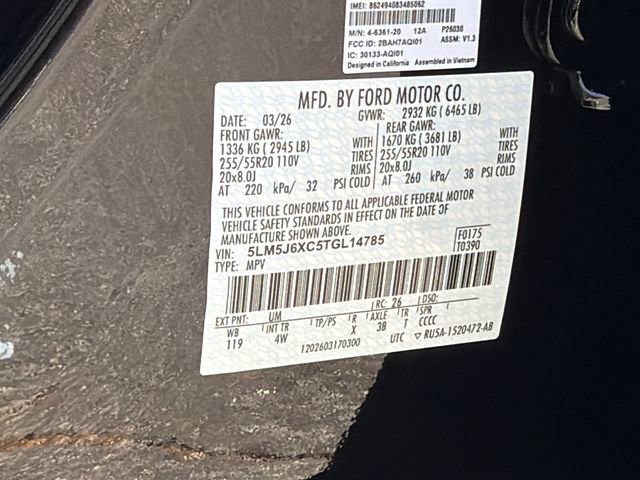 IMEI: 862494083485062
M/N: 4-6361-20 12A P26030
FCC ID: 2BAH7AQI01 ASSM: V1.3
IC: 30133-AQI01
Designed in California Assembled in Vietnam
MFD. BY FORD MOTOR CO.
DATE: 03/26 GVWR: 2932 KG ( 6465 LB)
FRONT GAWR: REAR GAWR:
1336 KG ( 2945 LB) WITH 1670 KG ( 3681 LB) WITH
255/55R20 110V TIRES 255/55R20 110V TIRES
20x8.0J RIMS 20x8.0J RIMS
AT 220 kPa/ 32 PSI COLD AT 260 kPa/ 38 PSI COLD
THIS VEHICLE CONFORMS TO ALL APPLICABLE FEDERAL MOTOR
VEHICLE SAFETY STANDARDS IN EFFECT ON THE DATE OF
MANUFACTURE SHOWN ABOVE.
VIN: 5LM5J6XC5TGL14785 F0175
TYPE: MPV T0390
EXT PNT: UM RC: 26 DSO:
WB INT TR TP/PS R AXLE TR SPR
119 4W X 3B T CCCC
1202603170300 UTC ▽ RU5A-1520472-AB